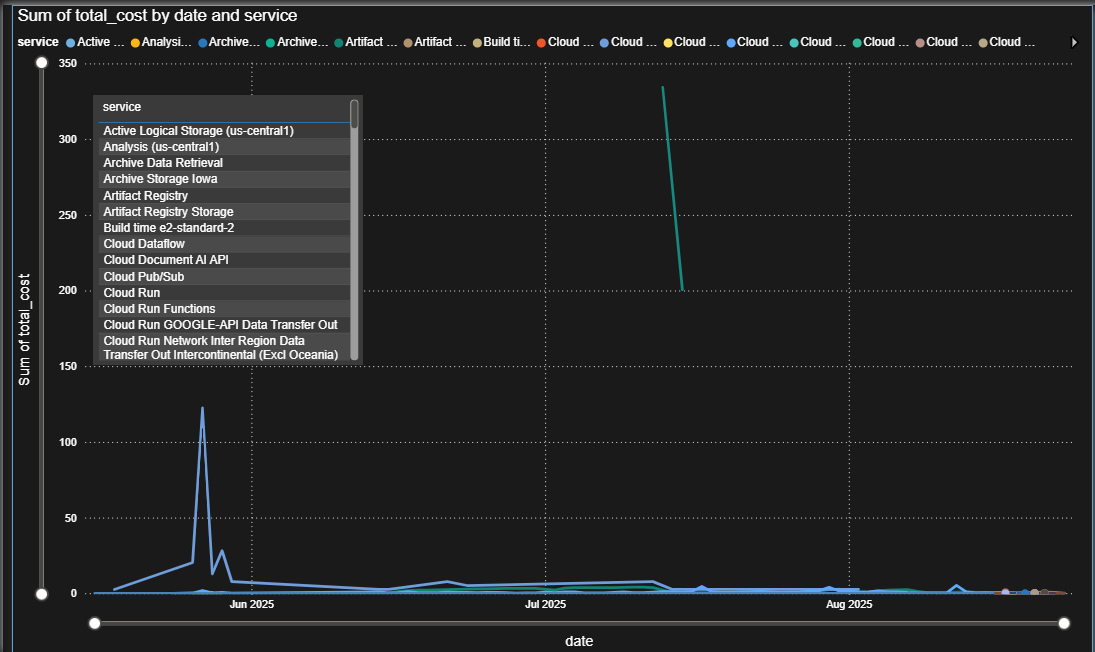 Sum of total_cost by date and service
service Active ... Analysi... Archive... Archive... Artifact ... Artifact ... Build ti... Cloud ... Cloud ... Cloud ... Cloud ... Cloud ... Cloud ... Cloud ... Cloud ...
350
300
250
200
150
100
50
0
Sum of total_cost
service
Active Logical Storage (us-central1)
Analysis (us-central1)
Archive Data Retrieval
Archive Storage Iowa
Artifact Registry
Artifact Registry Storage
Build time e2-standard-2
Cloud Dataflow
Cloud Document AI API
Cloud Pub/Sub
Cloud Run
Cloud Run Functions
Cloud Run GOOGLE-API Data Transfer Out
Cloud Run Network Inter Region Data
Transfer Out Intercontinental (Excl Oceania)
Jun 2025 Jul 2025 Aug 2025
date